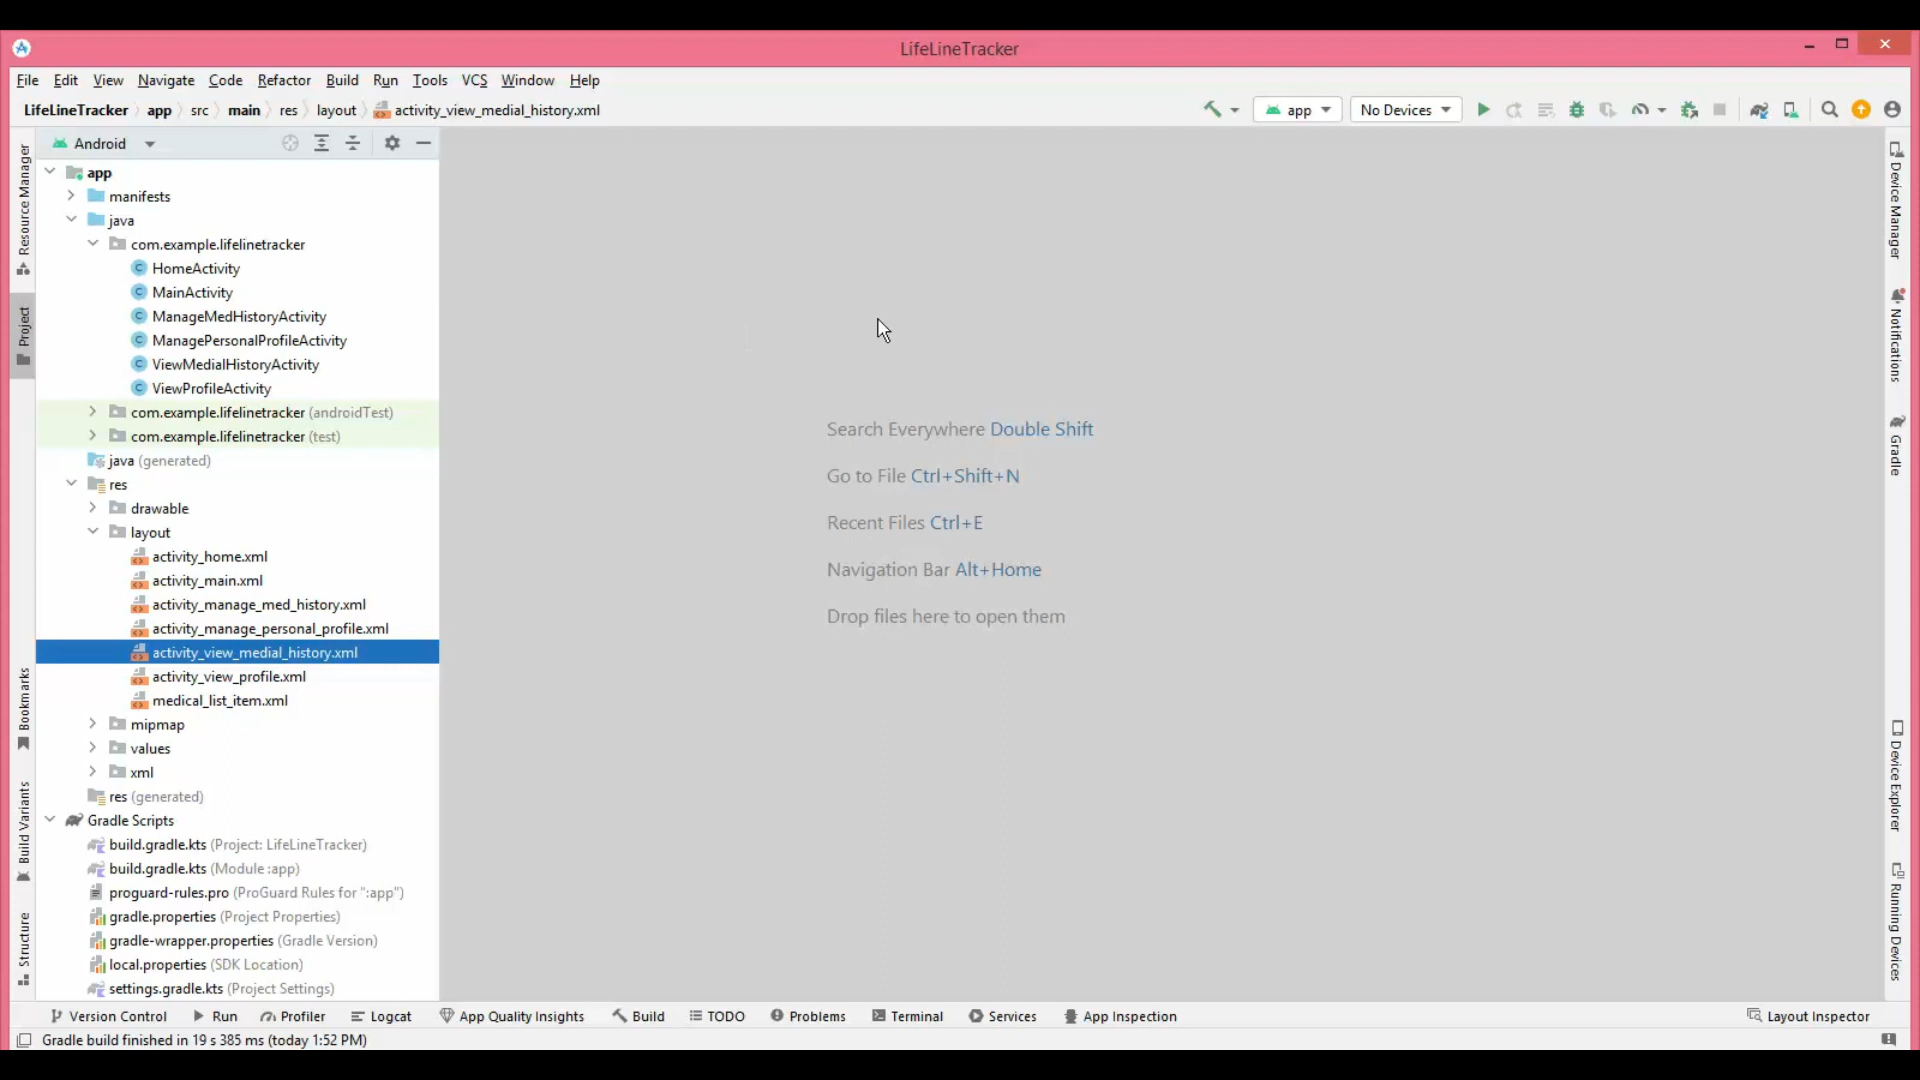 LifeLineTracker
File Edit View Navigate Code Refactor Build Run Tools VCS Window Help
LifeLineTracker app src main res layout activity_view_medial_history.xml
app No Devices
Android
app
manifests
java
com.example.lifelinetracker
HomeActivity
MainActivity
ManageMedHistoryActivity
ManagePersonalProfileActivity
ViewMedialHistoryActivity
ViewProfileActivity
com.example.lifelinetracker (androidTest)
com.example.lifelinetracker (test)
java (generated)
res
drawable
layout
activity_home.xml
activity_main.xml
activity_manage_med_history.xml
activity_manage_personal_profile.xml
activity_view_medial_history.xml
activity_view_profile.xml
medical_list_item.xml
mipmap
values
xml
res (generated)
Gradle Scripts
build.gradle.kts (Project: LifeLineTracker)
build.gradle.kts (Module :app)
proguard-rules.pro (ProGuard Rules for ":app")
gradle.properties (Project Properties)
gradle-wrapper.properties (Gradle Version)
local.properties (SDK Location)
settings.gradle.kts (Project Settings)
Resource Manager
Project
Bookmarks
Build Variants
Structure
Search Everywhere Double Shift
Go to File Ctrl+Shift+N
Recent Files Ctrl+E
Navigation Bar Alt+Home
Drop files here to open them
Device Manager
Notifications
Gradle
Device Explorer
Running Devices
Version Control Run Profiler Logcat App Quality Insights Build TODO Problems Terminal Services App Inspection Layout Inspector
Gradle build finished in 19 s 385 ms (today 1:52 PM)